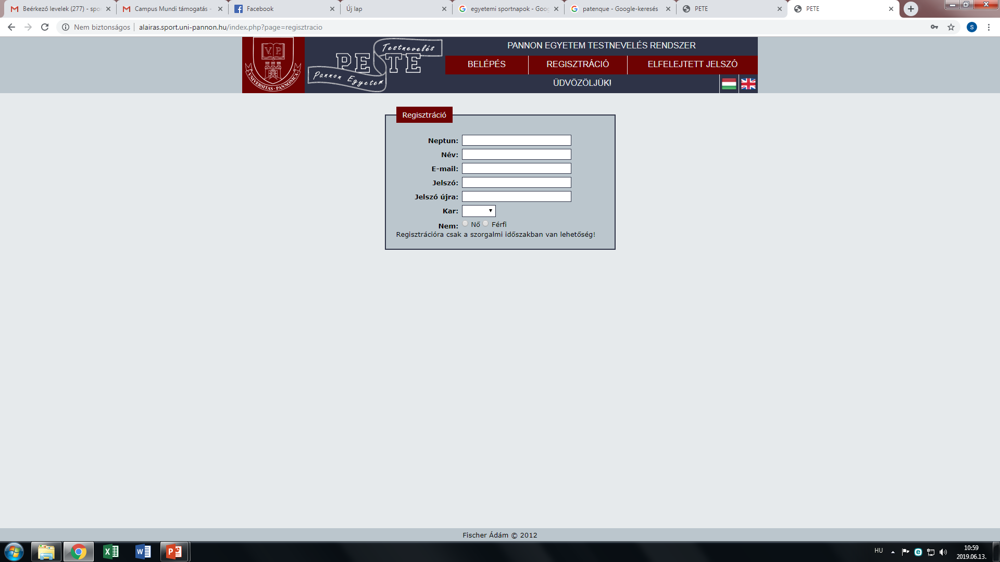 Beérkező levelek (277) - spo
Campus Mundi támogatás -
Facebook
Új lap
egyetemi sportnapok - Goog
patenque - Google-keresés
PETE
PETE
Nem biztonságos
alairas.sport.uni-pannon.hu/index.php?page=regisztracio
S
V.P.
VNIVERSITAS · PANNONICA
Testnevelés
PETE
Pannon Egyetem
PANNON EGYETEM TESTNEVELÉS RENDSZER
BELÉPÉS
REGISZTRÁCIÓ
ELFELEJTETT JELSZÓ
ÜDVÖZÖLJÜK!
Regisztráció
Neptun:
Név:
E-mail:
Jelszó:
Jelszó újra:
Kar:
Nem: Nő Férfi
Regisztrációra csak a szorgalmi időszakban van lehetőség!
Fischer Ádám © 2012
HU
10:59
2019.06.13.